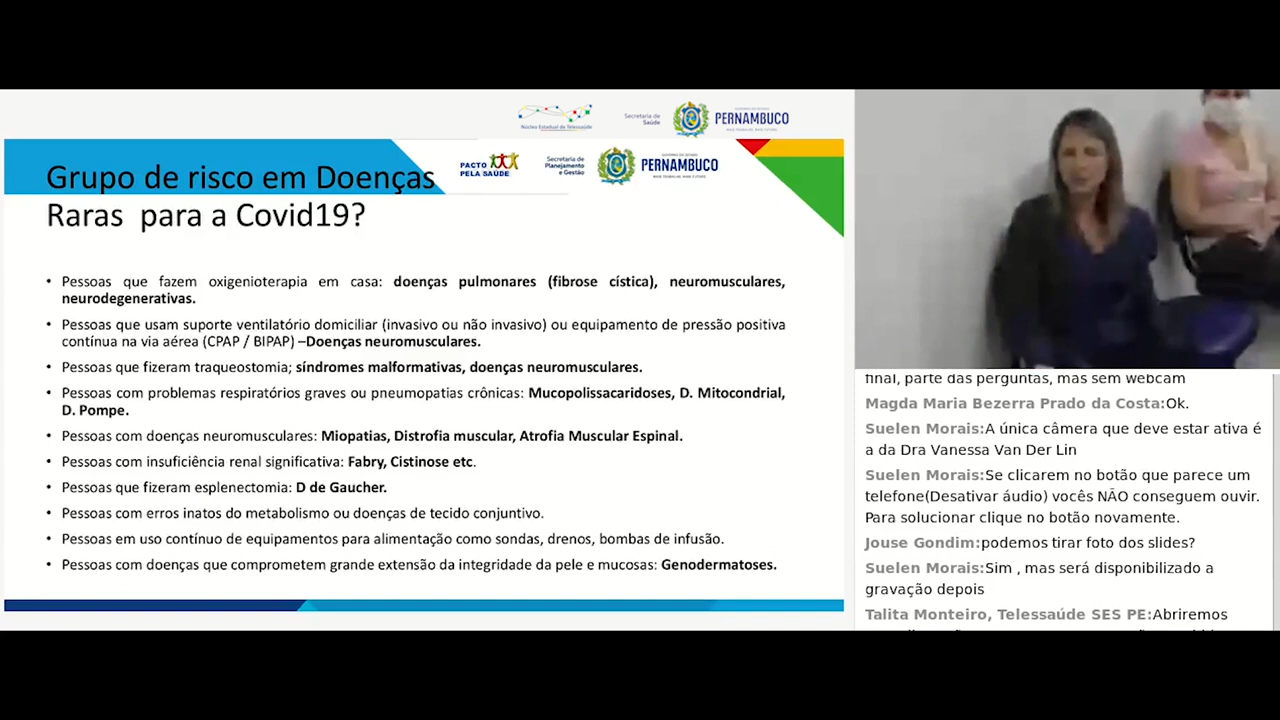 Núcleo Estadual de Telessaúde
Secretaria de
Saúde
PERNAMBUCO
PACTO
PELA SAÚDE
Secretaria de
Planejamento
e Gestão
GOVERNO DO ESTADO
PERNAMBUCO
Grupo de risco em Doenças
Raras para a Covid19?
• Pessoas que fazem oxigenioterapia em casa: doenças pulmonares (fibrose cística), neuromusculares,
neurodegenerativas.
• Pessoas que usam suporte ventilatório domiciliar (invasivo ou não invasivo) ou equipamento de pressão positiva
contínua na via aérea (CPAP / BIPAP) –Doenças neuromusculares.
• Pessoas que fizeram traqueostomia; síndromes malformativas, doenças neuromusculares.
• Pessoas com problemas respiratórios graves ou pneumopatias crônicas: Mucopolissacaridoses, D. Mitocondrial,
D. Pompe.
• Pessoas com doenças neuromusculares: Miopatias, Distrofia muscular, Atrofia Muscular Espinal.
• Pessoas com insuficiência renal significativa: Fabry, Cistinose etc.
• Pessoas que fizeram esplenectomia: D de Gaucher.
• Pessoas com erros inatos do metabolismo ou doenças de tecido conjuntivo.
• Pessoas em uso contínuo de equipamentos para alimentação como sondas, drenos, bombas de infusão.
• Pessoas com doenças que comprometem grande extensão da integridade da pele e mucosas: Genodermatoses.
final, parte das perguntas, mas sem webcam
Magda Maria Bezerra Prado da Costa:Ok.
Suelen Morais:A única câmera que deve estar ativa é
a da Dra Vanessa Van Der Lin
Suelen Morais:Se clicarem no botão que parece um
telefone(Desativar áudio) vocês NÃO conseguem ouvir.
Para solucionar clique no botão novamente.
Jouse Gondim:podemos tirar foto dos slides?
Suelen Morais:Sim , mas será disponibilizado a
gravação depois
Talita Monteiro, Telessaúde SES PE:Abriremos